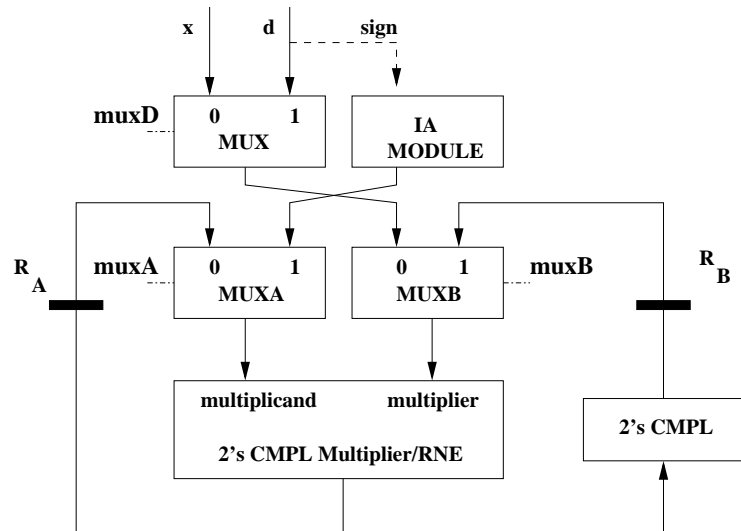 x d sign
muxD 0 1 IA
MUX MODULE
R A muxA 0 1 0 1 muxB R B
MUXA MUXB
multiplicand multiplier
2's CMPL
2's CMPL Multiplier/RNE